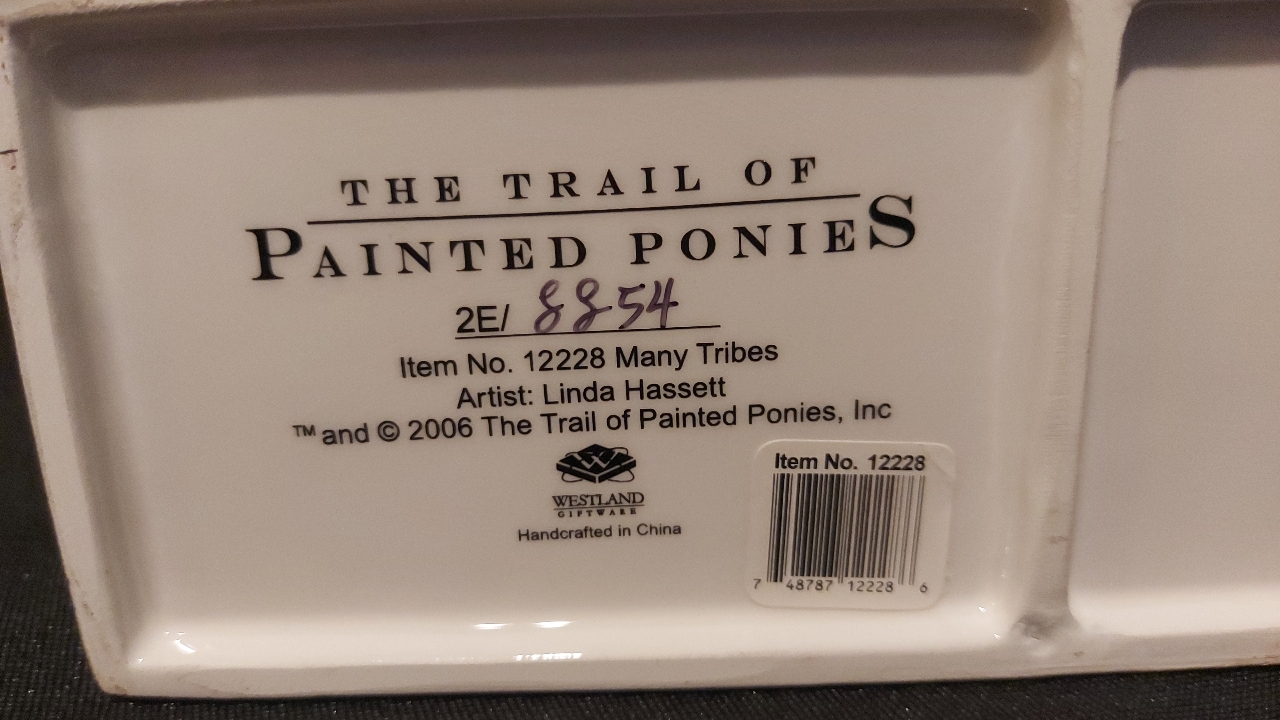 THE TRAIL OF
PAINTED PONIES
2E/ 8854
Item No. 12228 Many Tribes
Artist: Linda Hassett
™ and © 2006 The Trail of Painted Ponies, Inc
WESTLAND
GIFTWARE
Handcrafted in China
Item No. 12228
7 48787 12228 6